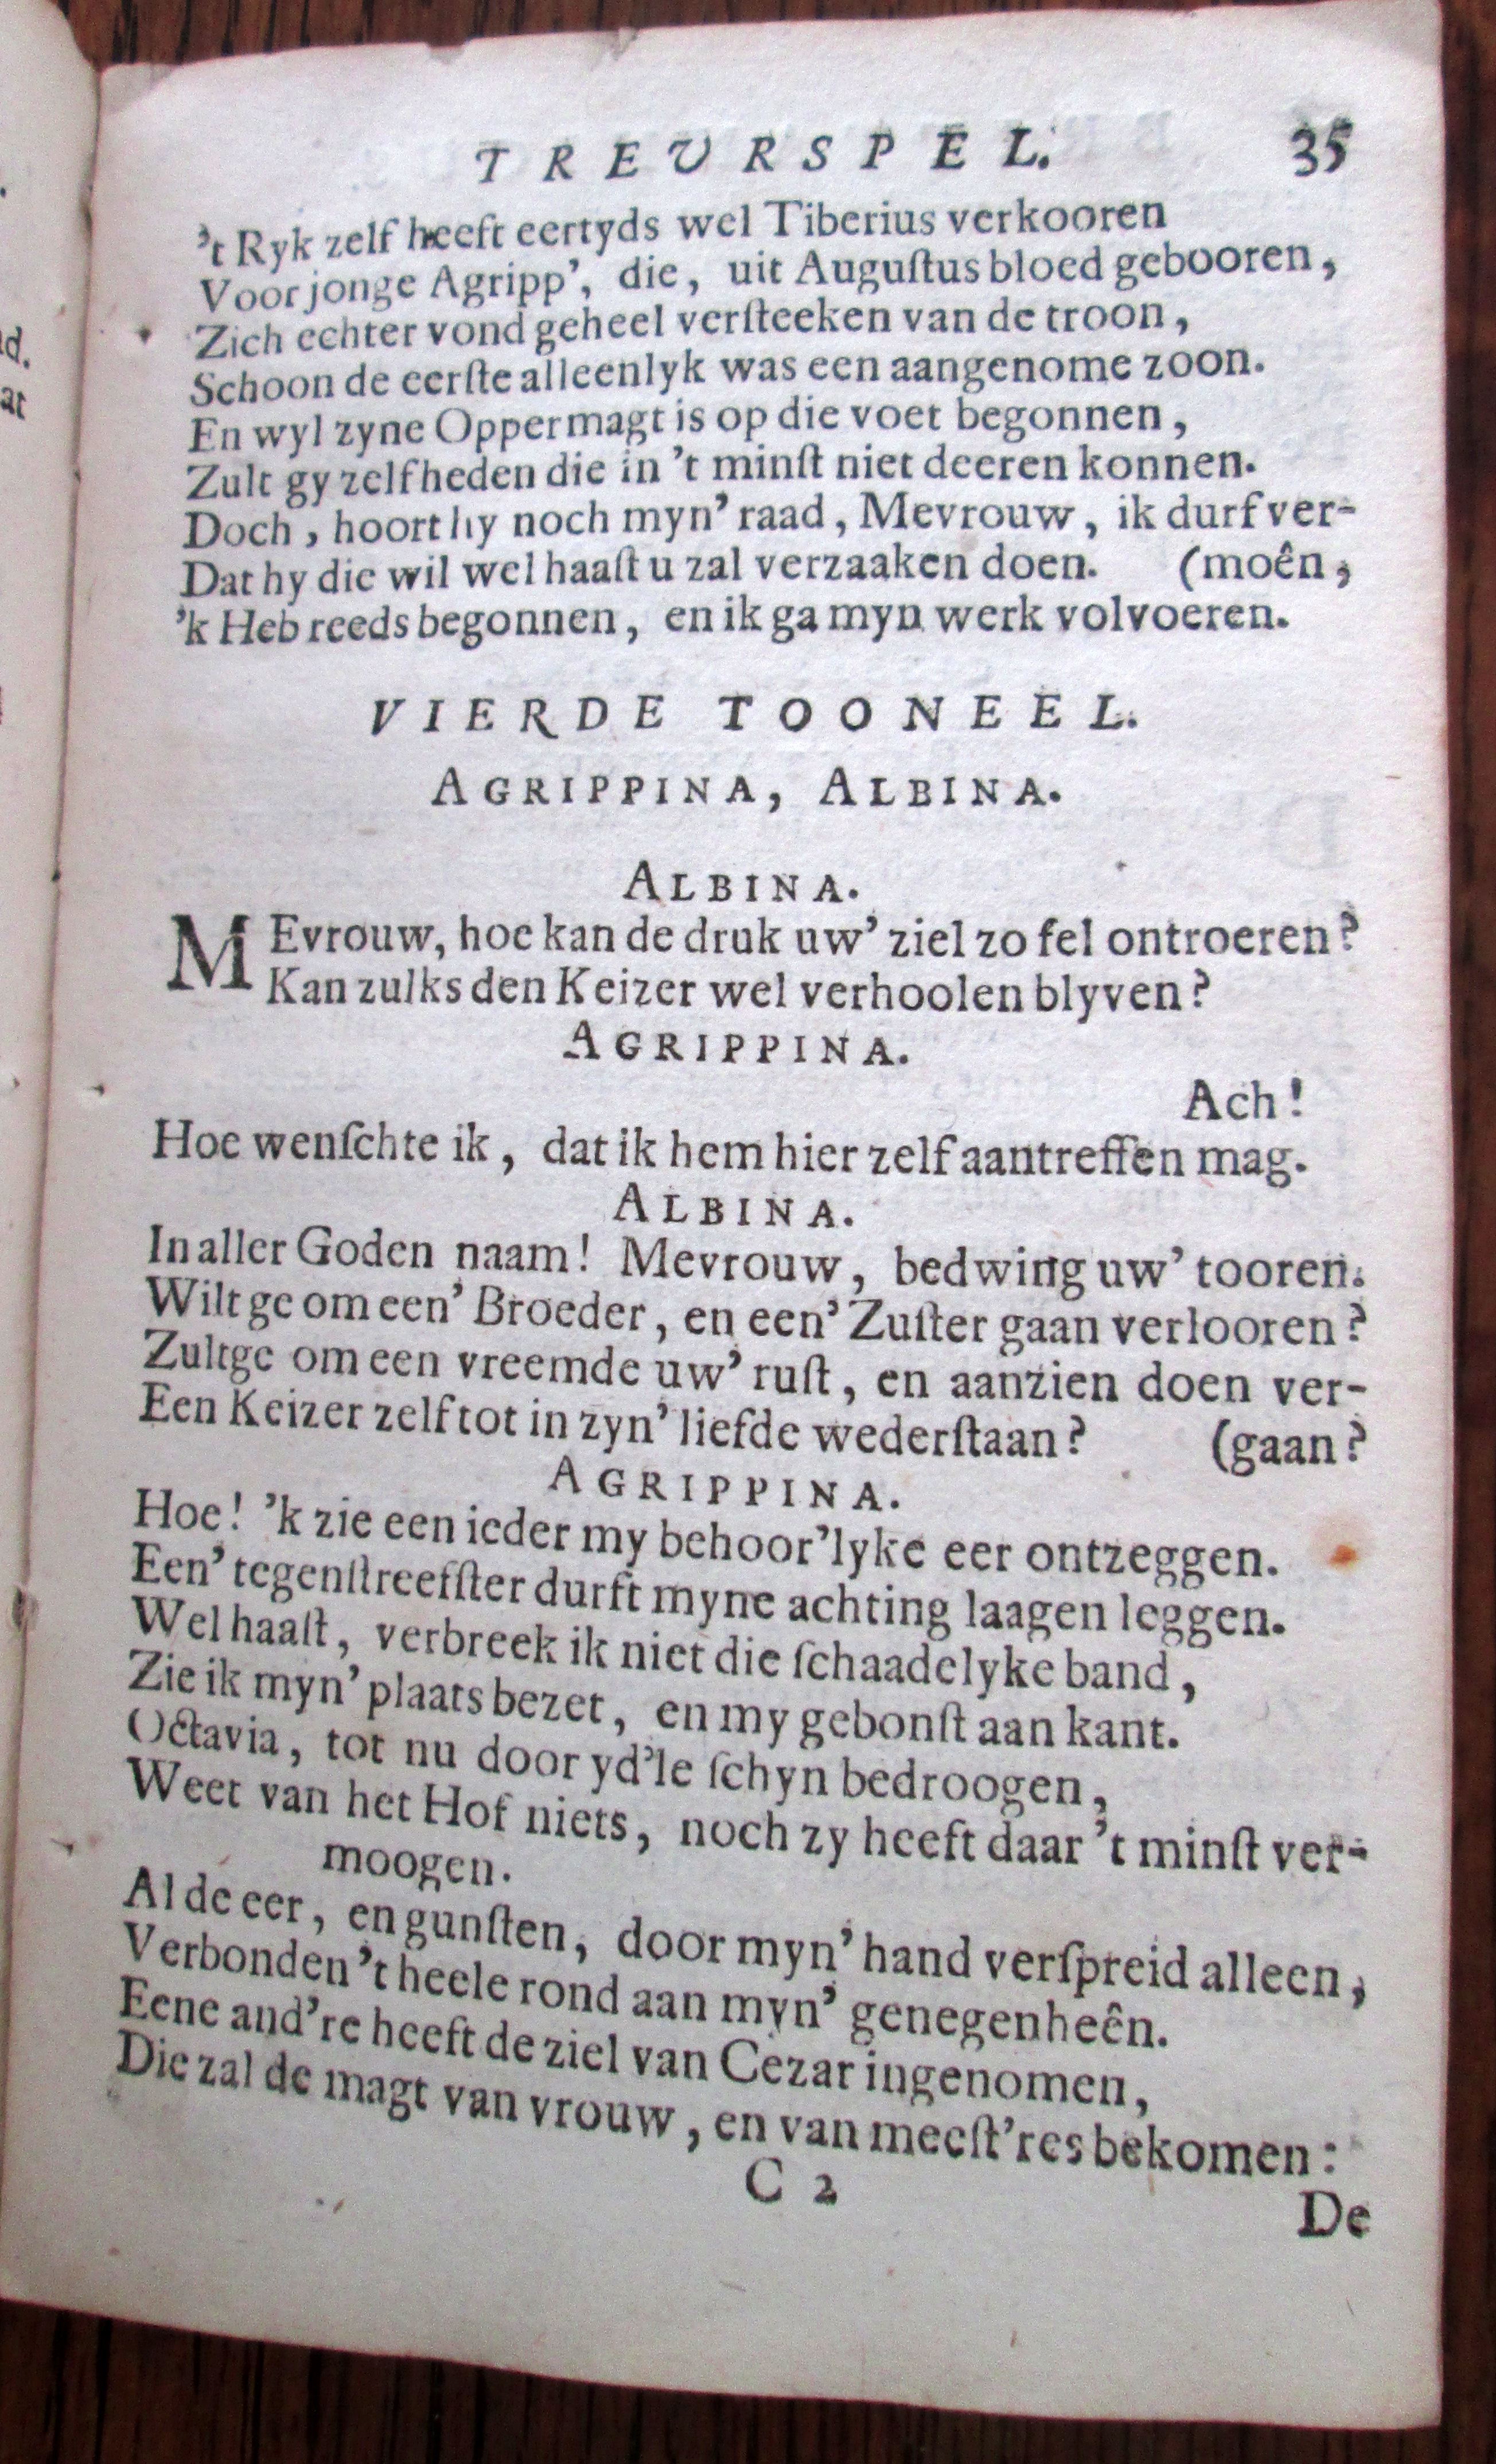 TREURSPEL. 35
't Ryk zelf heeft eertyds wel Tiberius verkooren
Voor jonge Agripp', die, uit Auguſtus bloed gebooren,
Zich echter vond geheel verſteeken van de troon,
Schoon de eerſte alleenlyk was een aangenome zoon.
En wyl zyne Oppermagt is op die voet begonnen,
Zult gy zelf heden die in 't minſt niet deeren konnen.
Doch, hoort hy noch myn' raad, Mevrouw, ik durf ver-
Dat hy die wil wel haaſt u zal verzaaken doen. (moên,
'k Heb reeds begonnen, en ik ga myn werk volvoeren.
VIERDE TOONEEL.
AGRIPPINA, ALBINA.
ALBINA.
MEvrouw, hoe kan de druk uw' ziel zo fel ontroeren?
Kan zulks den Keizer wel verhoolen blyven?
AGRIPPINA.
Ach!
Hoe wenſchte ik, dat ik hem hier zelf aantreffen mag.
ALBINA.
In aller Goden naam! Mevrouw, bedwing uw' tooren.
Wilt ge om een' Broeder, en een' Zuſter gaan verlooren?
Zultge om een vreemde uw' ruſt, en aanzien doen ver-
Een Keizer zelf tot in zyn' liefde wederſtaan? (gaan?
AGRIPPINA.
Hoe! 'k zie een ieder my behoor'lyke eer ontzeggen.
Een' tegenſtreefſter durft myne achting laagen leggen.
Wel haaſt, verbreek ik niet die ſchaadelyke band,
Zie ik myn' plaats bezet, en my gebonſt aan kant.
Octavia, tot nu door yd'le ſchyn bedroogen,
Weet van het Hof niets, noch zy heeft daar 't minſt ver-
moogen.
Al de eer, en gunſten, door myn' hand verſpreid alleen,
Verbonden 't heele rond aan myn' genegenheên.
Eene and're heeft de ziel van Cezar ingenomen,
Die zal de magt van vrouw, en van meeſt'res bekomen:
C 2
De